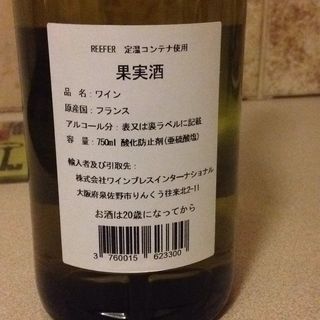 REEFER 定温コンテナ使用
果実酒
品 名:ワイン
原産国:フランス
アルコール分:表又は裏ラベルに記載
容 量:750ml 酸化防止剤(亜硫酸塩)
輸入者及び引取先:
株式会社ワインプレスインターナショナル
大阪府泉佐野市りんくう往来北2-11
お酒は20歳になってから
3 760015 623300